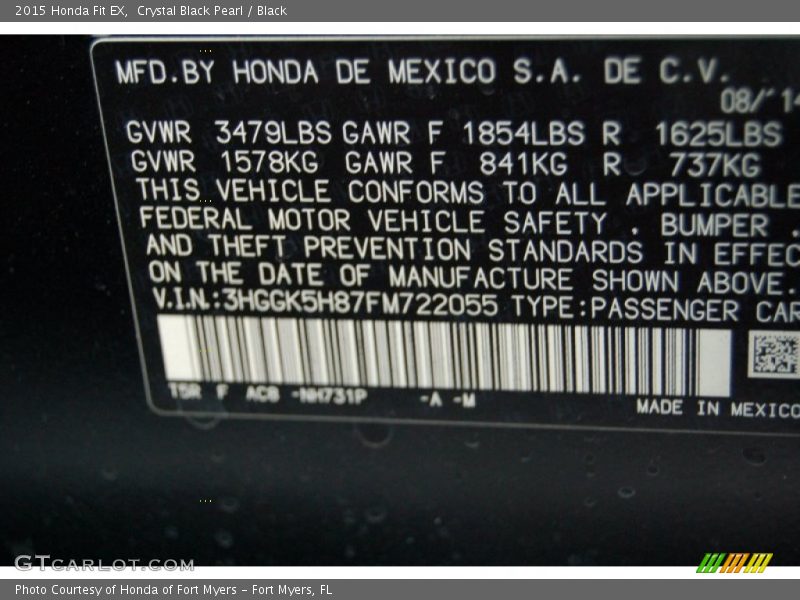 2015 Honda Fit EX,  Crystal Black Pearl / Black
MFD.BY HONDA DE MEXICO S.A. DE C.V.
08/14
GVWR 3479LBS GAWR F 1854LBS R 1625LBS
GVWR 1578KG GAWR F 841KG R 737KG
THIS VEHICLE CONFORMS TO ALL APPLICABLE
FEDERAL MOTOR VEHICLE SAFETY . BUMPER .
AND THEFT PREVENTION STANDARDS IN EFFEC
ON THE DATE OF MANUFACTURE SHOWN ABOVE.
V.I.N.:3HGGK5H87FM722055 TYPE:PASSENGER CAR
T5R F AC8 -NH731P -A -M
MADE IN MEXICO
GTCARLOT.COM
Photo Courtesy of Honda of Fort Myers – Fort Myers, FL